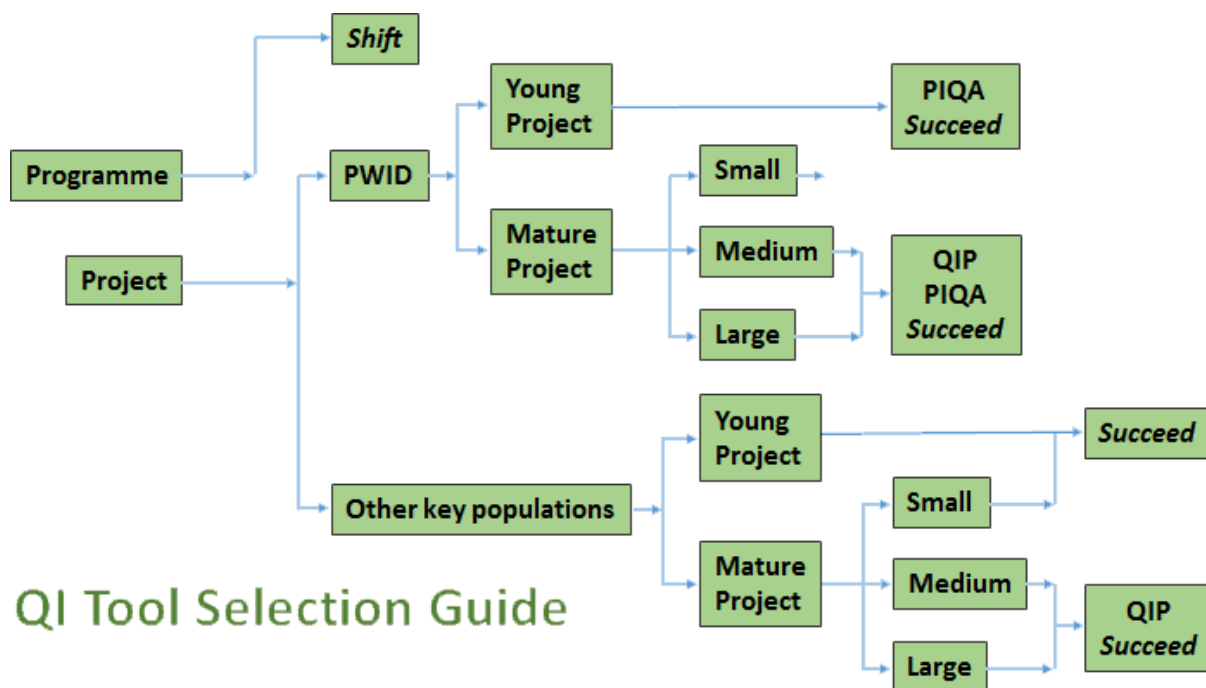 Shift
Programme
Project
PWID
Young
Project
PIQA
Succeed
Mature
Project
Small
Medium
Large
QIP
PIQA
Succeed
Other key populations
Young
Project
Succeed
Mature
Project
Small
Medium
Large
QIP
Succeed
QI Tool Selection Guide